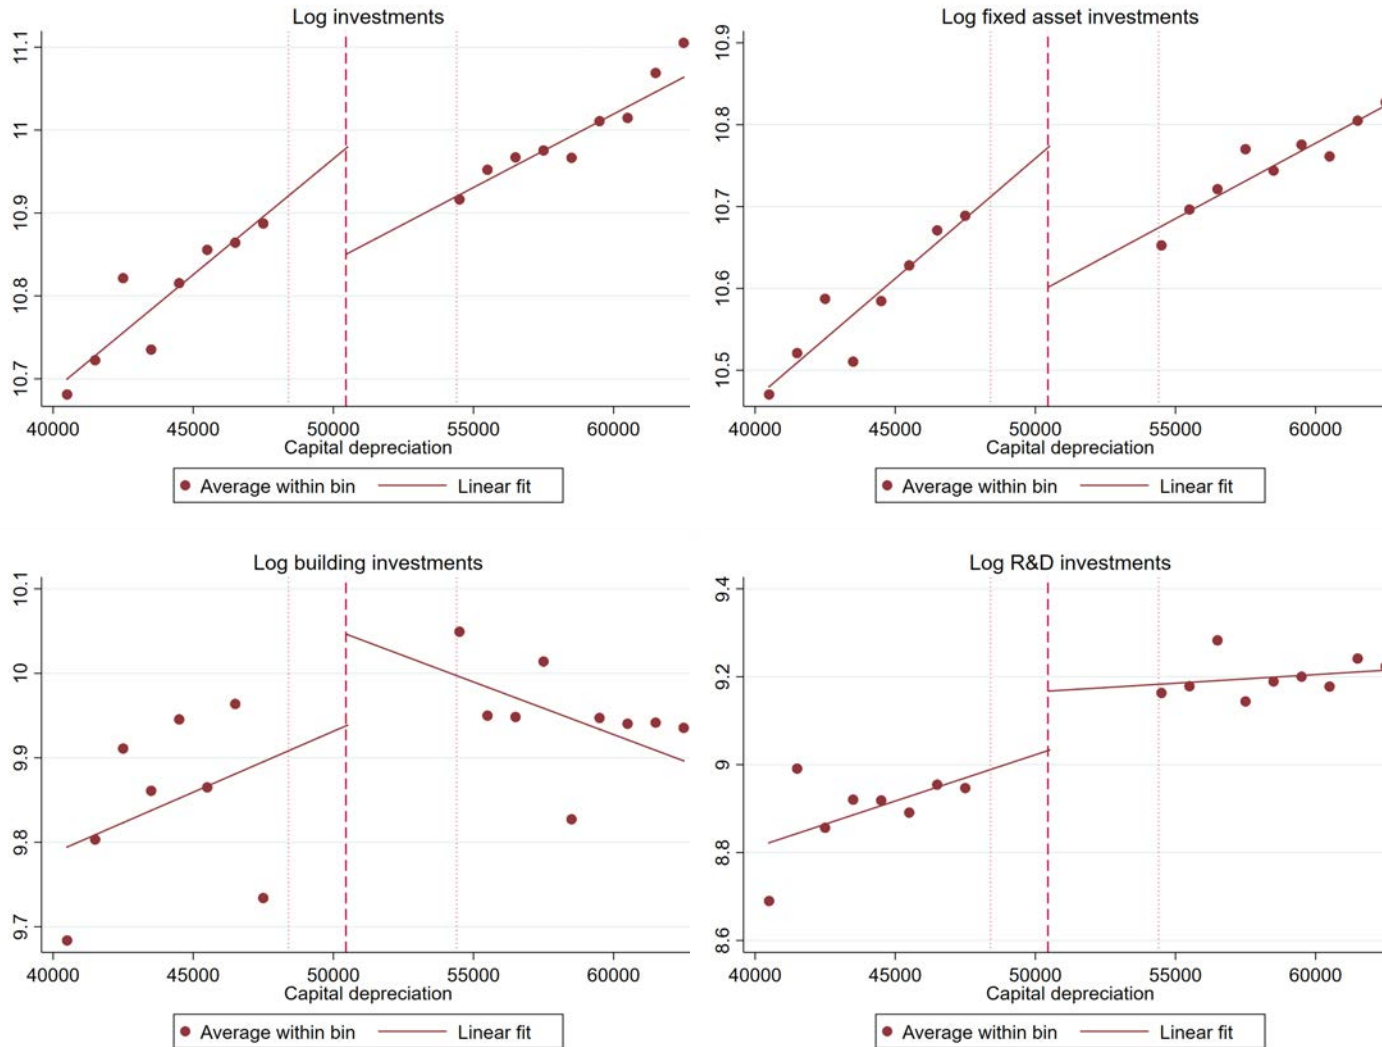 Log investments
11.1
11
10.9
10.8
10.7
40000 45000 50000 55000 60000
Capital depreciation
Average within bin Linear fit
Log fixed asset investments
10.9
10.8
10.7
10.6
10.5
40000 45000 50000 55000 60000
Capital depreciation
Average within bin Linear fit
Log building investments
10.1
10
9.9
9.8
9.7
40000 45000 50000 55000 60000
Capital depreciation
Average within bin Linear fit
Log R&D investments
9.4
9.2
9
8.8
8.6
40000 45000 50000 55000 60000
Capital depreciation
Average within bin Linear fit